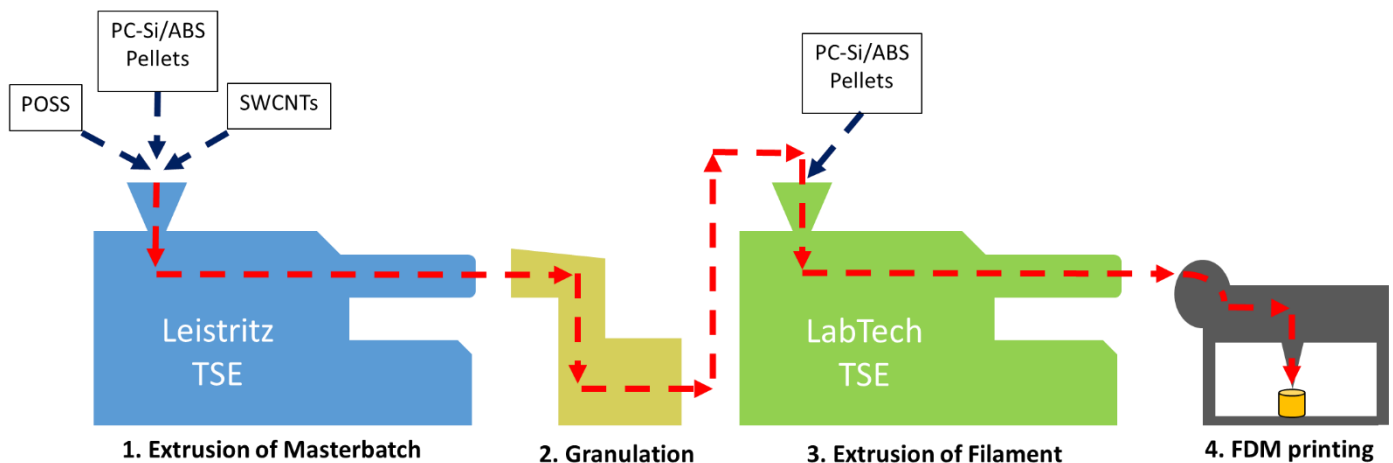 PC-Si/ABS
Pellets
POSS
SWCNTs
PC-Si/ABS
Pellets
Leistritz
TSE
LabTech
TSE
1. Extrusion of Masterbatch
2. Granulation
3. Extrusion of Filament
4. FDM printing